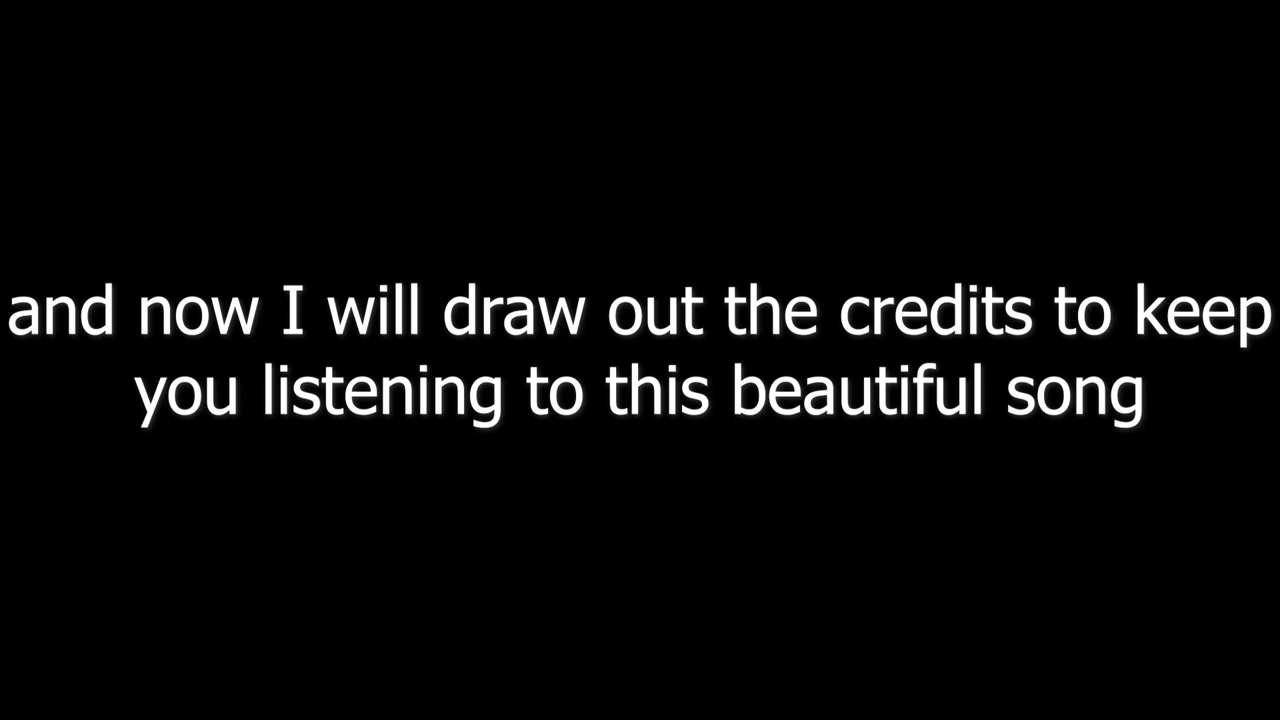 and now I will draw out the credits to keep
you listening to this beautiful song